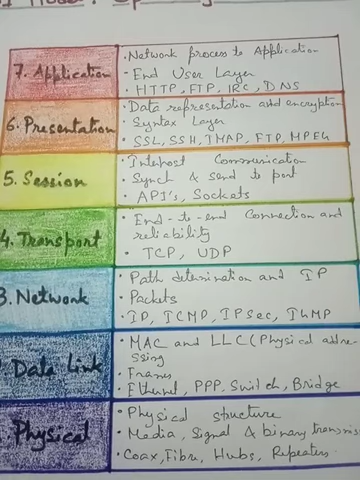 7. Application
• Network process to Application
• End User Layer
• HTTP, FTP, IRC, DNS
6. Presentation
• Data representation and encryption
• Syntax Layer
• SSL, SSH, IMAP, FTP, MPEG
5. Session
• Interhost Communication
• Synch & send to port
• API's, Sockets
4. Transport
• End-to-end Connection and
reliability
• TCP, UDP
3. Network
• Path determination and IP
• Packets
• IP, ICMP, IPSec, IGMP
Data Link
• MAC and LLC (Physical addre-
ssing
• Frames
• Ethernet, PPP, Switch, Bridge
Physical
• Physical structure
• Media, Signal & binary transmiss
• Coax, Fibre, Hubs, Repeaters.